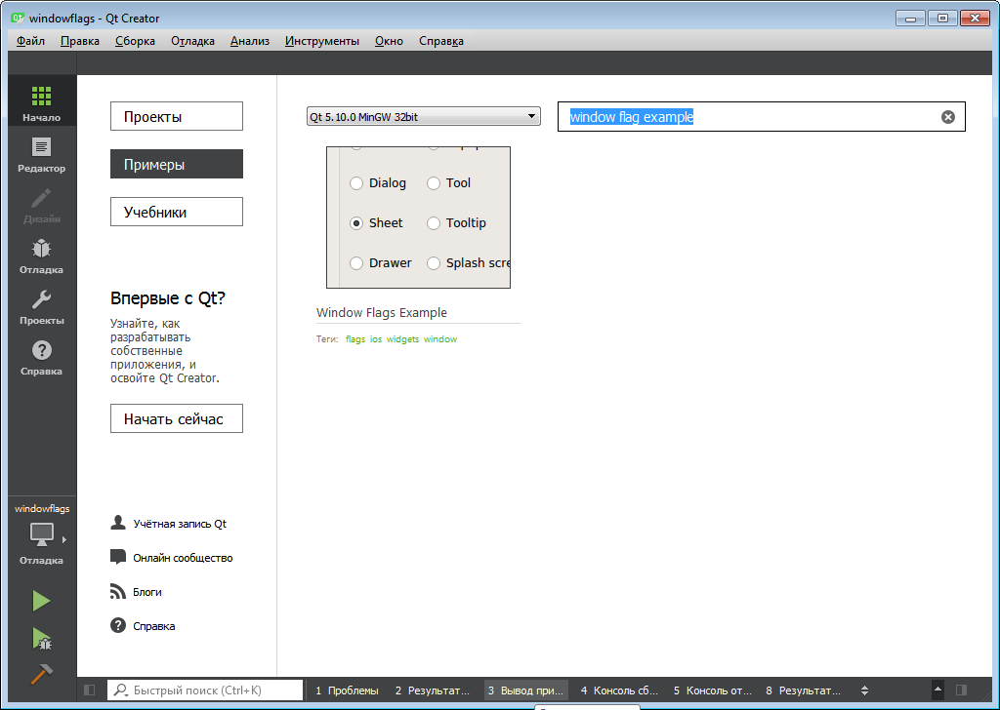 windowflags - Qt Creator
Файл Правка Сборка Отладка Анализ Инструменты Окно Справка
Начало
Редактор
Дизайн
Отладка
Проекты
Справка
windowflags
Отладка
Проекты
Примеры
Учебники
Впервые с Qt?
Узнайте, как
разрабатывать
собственные
приложения, и
освойте Qt Creator.
Начать сейчас
Учётная запись Qt
Онлайн сообщество
Блоги
Справка
Qt 5.10.0 MinGW 32bit
window flag example
Dialog Tool
Sheet Tooltip
Drawer Splash scre
Window Flags Example
Теги: flags ios widgets window
Быстрый поиск (Ctrl+K) 1 Проблемы 2 Результат... 3 Вывод при... 4 Консоль сб... 5 Консоль от... 8 Результат...